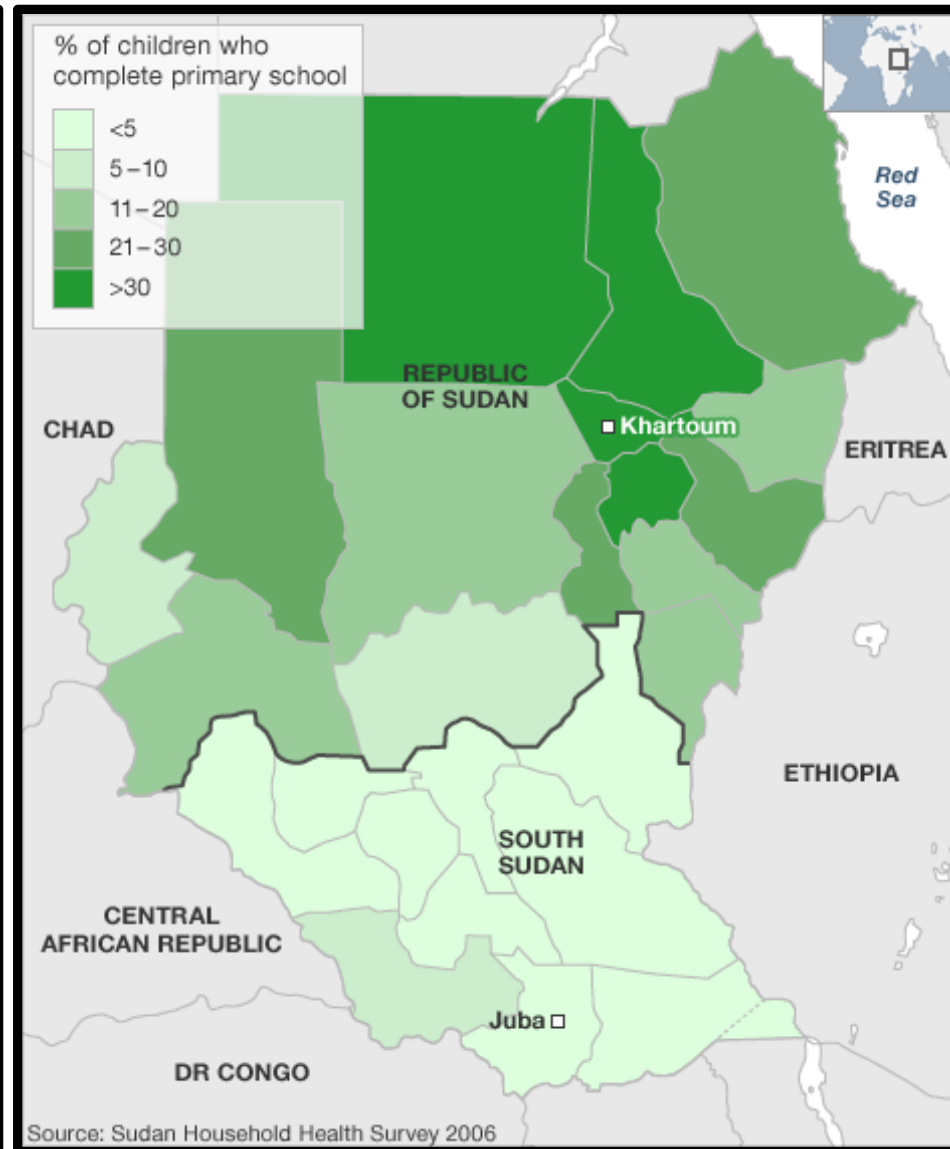 % of children who
complete primary school
<5
5–10
11–20
21–30
>30
Red
Sea
REPUBLIC
OF SUDAN
CHAD
Khartoum
ERITREA
ETHIOPIA
SOUTH
SUDAN
CENTRAL
AFRICAN REPUBLIC
Juba
DR CONGO
Source: Sudan Household Health Survey 2006